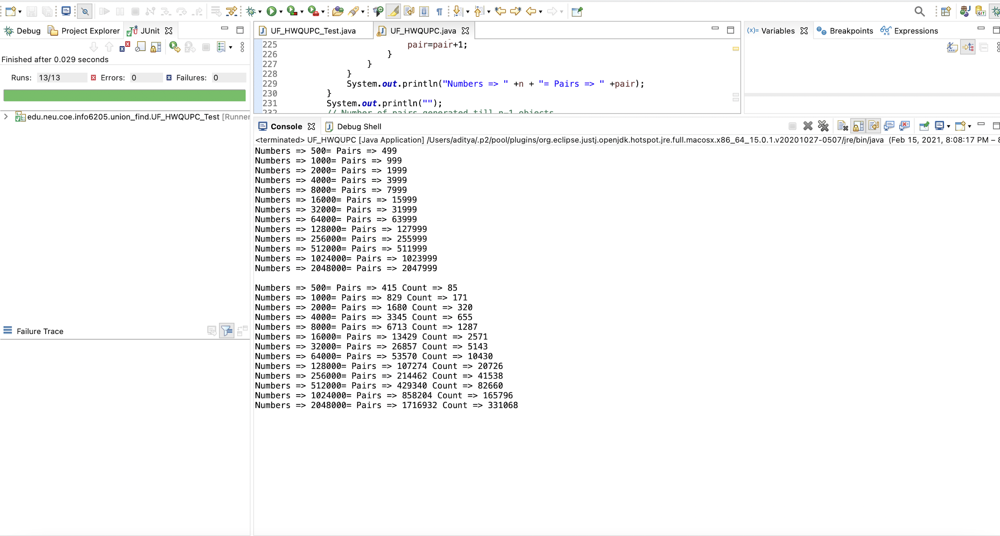 Debug Project Explorer JUnit
Finished after 0.029 seconds
Runs: 13/13 Errors: 0 Failures: 0
edu.neu.coe.info6205.union_find.UF_HWQUPC_Test [Runner
Failure Trace
UF_HWQUPC_Test.java UF_HWQUPC.java
225 pair=pair+1;
226 }
227 }
228 }
229 System.out.println("Numbers => " +n + "= Pairs => " +pair);
230 }
231 System.out.println("");
232 // Number of pairs generated till n-1 objects
(x)= Variables Breakpoints Expressions
Console Debug Shell
<terminated> UF_HWQUPC [Java Application] /Users/aditya/.p2/pool/plugins/org.eclipse.justj.openjdk.hotspot.jre.full.macosx.x86_64_15.0.1.v20201027-0507/jre/bin/java (Feb 15, 2021, 8:08:17 PM – 8
Numbers => 500= Pairs => 499
Numbers => 1000= Pairs => 999
Numbers => 2000= Pairs => 1999
Numbers => 4000= Pairs => 3999
Numbers => 8000= Pairs => 7999
Numbers => 16000= Pairs => 15999
Numbers => 32000= Pairs => 31999
Numbers => 64000= Pairs => 63999
Numbers => 128000= Pairs => 127999
Numbers => 256000= Pairs => 255999
Numbers => 512000= Pairs => 511999
Numbers => 1024000= Pairs => 1023999
Numbers => 2048000= Pairs => 2047999
Numbers => 500= Pairs => 415 Count => 85
Numbers => 1000= Pairs => 829 Count => 171
Numbers => 2000= Pairs => 1680 Count => 320
Numbers => 4000= Pairs => 3345 Count => 655
Numbers => 8000= Pairs => 6713 Count => 1287
Numbers => 16000= Pairs => 13429 Count => 2571
Numbers => 32000= Pairs => 26857 Count => 5143
Numbers => 64000= Pairs => 53570 Count => 10430
Numbers => 128000= Pairs => 107274 Count => 20726
Numbers => 256000= Pairs => 214462 Count => 41538
Numbers => 512000= Pairs => 429340 Count => 82660
Numbers => 1024000= Pairs => 858204 Count => 165796
Numbers => 2048000= Pairs => 1716932 Count => 331068